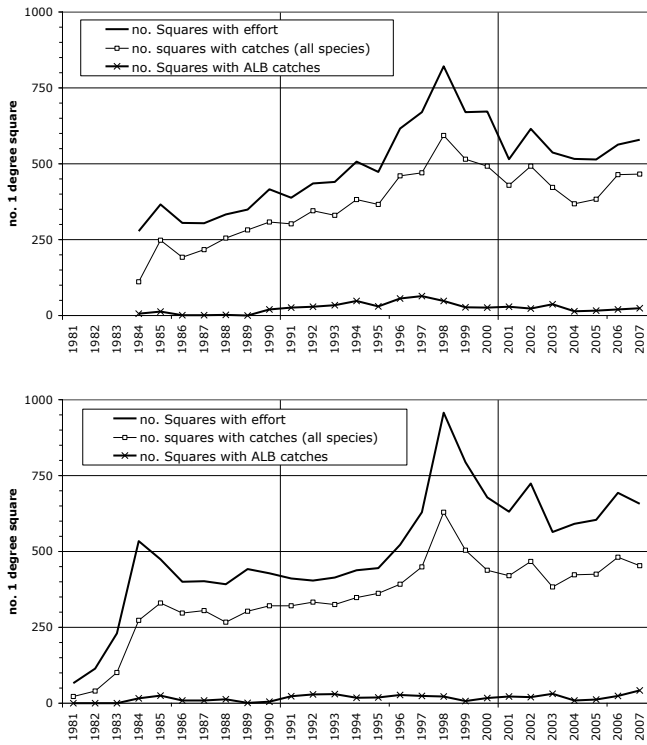 1000
no. Squares with effort
no. squares with catches (all species)
no. Squares with ALB catches
750
500
250
0
no. 1 degree square
1981 1982 1983 1984 1985 1986 1987 1988 1989 1990 1991 1992 1993 1994 1995 1996 1997 1998 1999 2000 2001 2002 2003 2004 2005 2006 2007
1000
no. Squares with effort
no. squares with catches (all species)
no. Squares with ALB catches
750
500
250
0
no. 1 degree square
1981 1982 1983 1984 1985 1986 1987 1988 1989 1990 1991 1992 1993 1994 1995 1996 1997 1998 1999 2000 2001 2002 2003 2004 2005 2006 2007